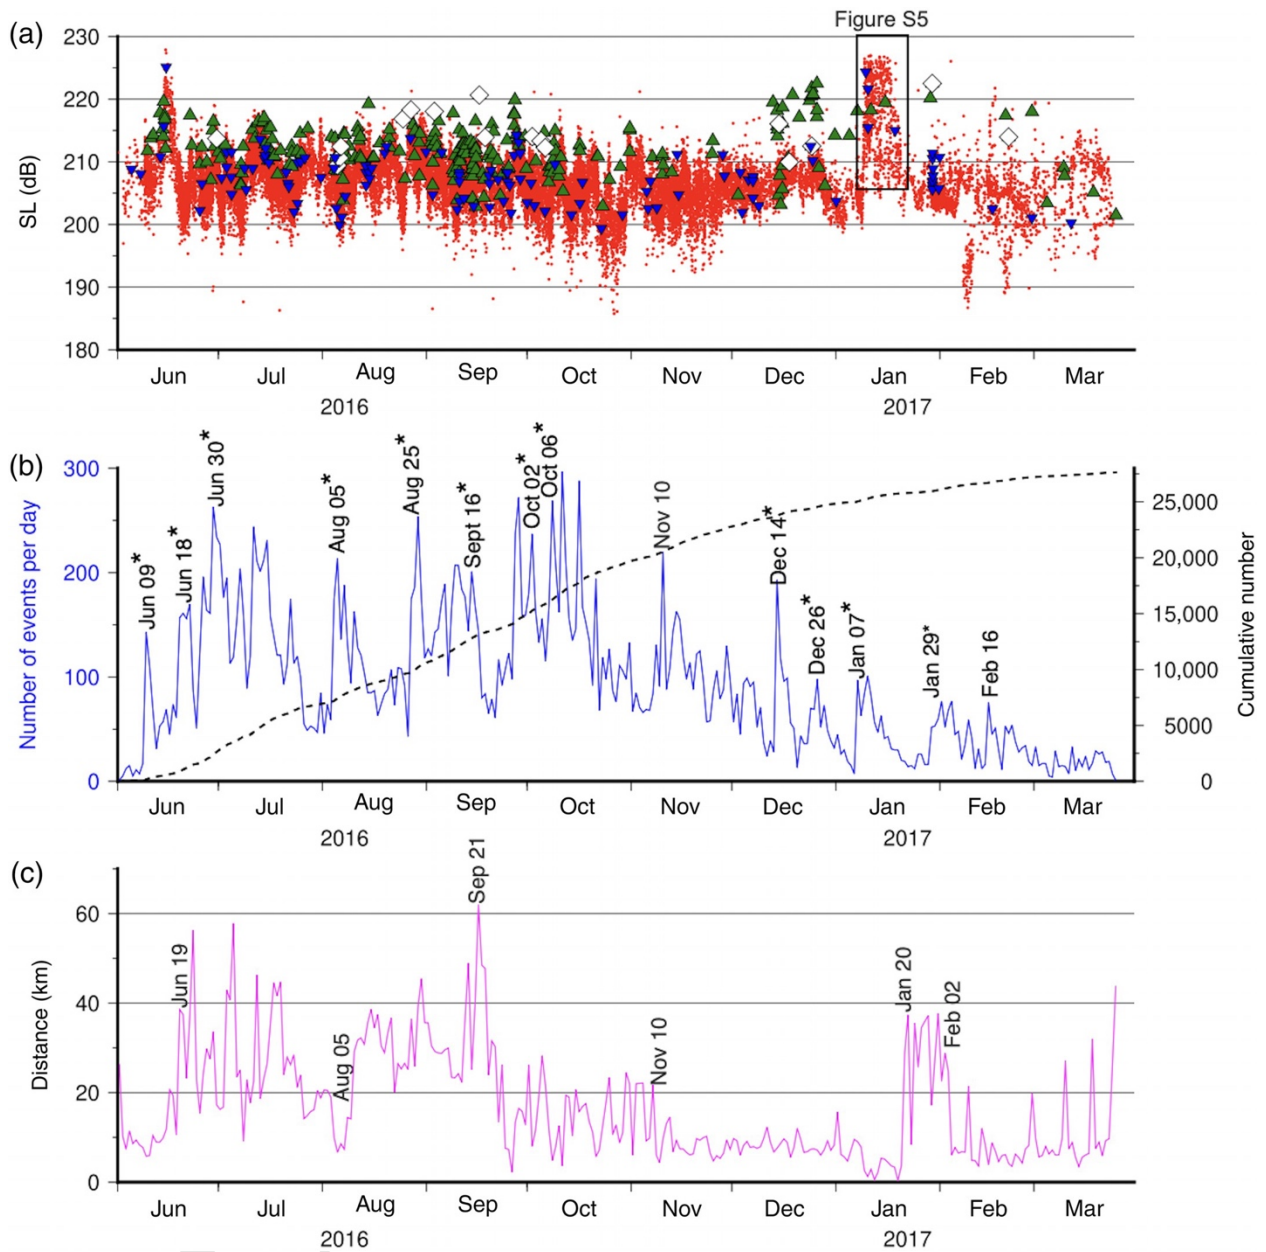 Figure S5
(a)
230
220
210
200
190
180
SL (dB)
Jun
Jul
Aug
Sep
Oct
Nov
Dec
Jan
Feb
Mar
2016
2017
(b)
300
200
100
0
Number of events per day
Jun 09*
Jun 18*
Jun 30*
Aug 05*
Aug 25*
Sept 16*
Oct 02*
Oct 06*
Nov 10
Dec 14*
Dec 26*
Jan 07*
Jan 29*
Feb 16
25,000
20,000
15,000
10,000
5000
0
Cumulative number
Jun
Jul
Aug
Sep
Oct
Nov
Dec
Jan
Feb
Mar
2016
2017
(c)
60
40
20
0
Distance (km)
Jun 19
Aug 05
Sep 21
Nov 10
Jan 20
Feb 02
Jun
Jul
Aug
Sep
Oct
Nov
Dec
Jan
Feb
Mar
2016
2017